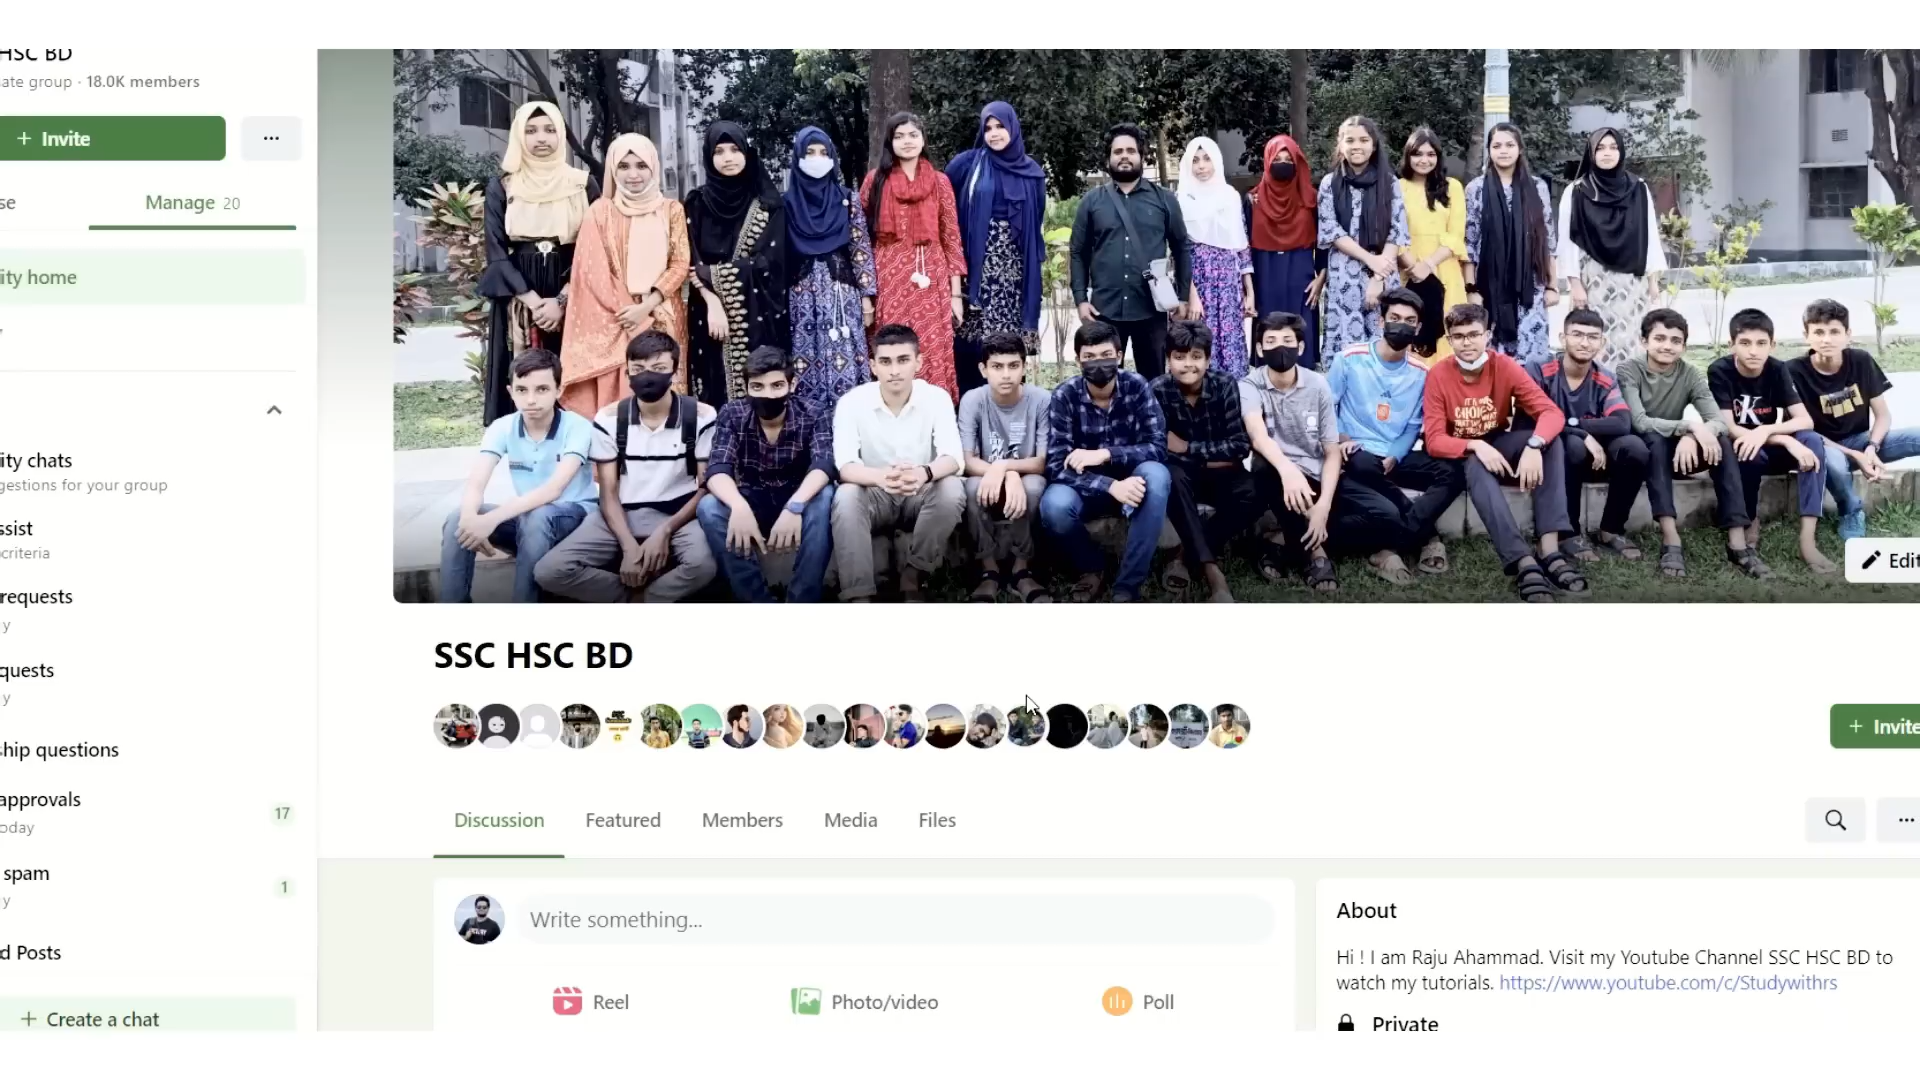 HSC BD
ate group · 18.0K members
+ Invite
...
se
Manage 20
ity home
ity chats
gestions for your group
ssist
criteria
requests
y
quests
y
ship questions
approvals
17
oday
spam
1
y
d Posts
+ Create a chat
Edit
SSC HSC BD
+ Invite
Discussion
Featured
Members
Media
Files
...
Write something...
Reel
Photo/video
Poll
About
Hi ! I am Raju Ahammad. Visit my Youtube Channel SSC HSC BD to
watch my tutorials. https://www.youtube.com/c/Studywithrs
Private